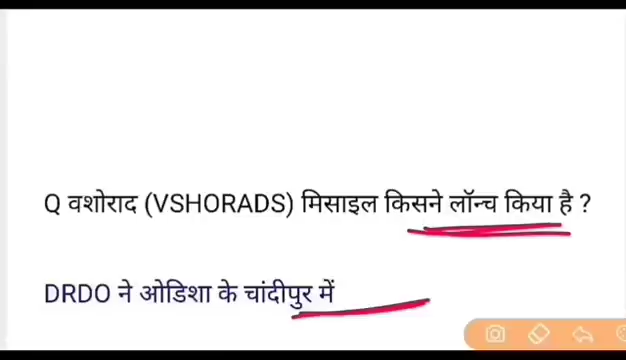 Q वशोराद (VSHORADS) मिसाइल किसने लॉन्च किया है ?
DRDO ने ओडिशा के चांदीपुर में